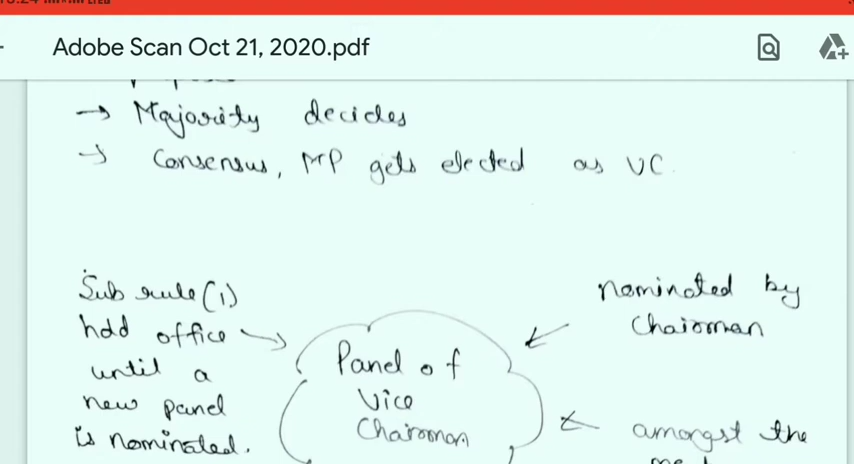 Adobe Scan Oct 21, 2020.pdf
→ Majority decides
→ Consensus, MP gets elected as VC.
Sub rule (1)
hold office
until a
new panel
is nominated.
Panel of
Vice
Chairman
nominated by
Chairman
amongst the